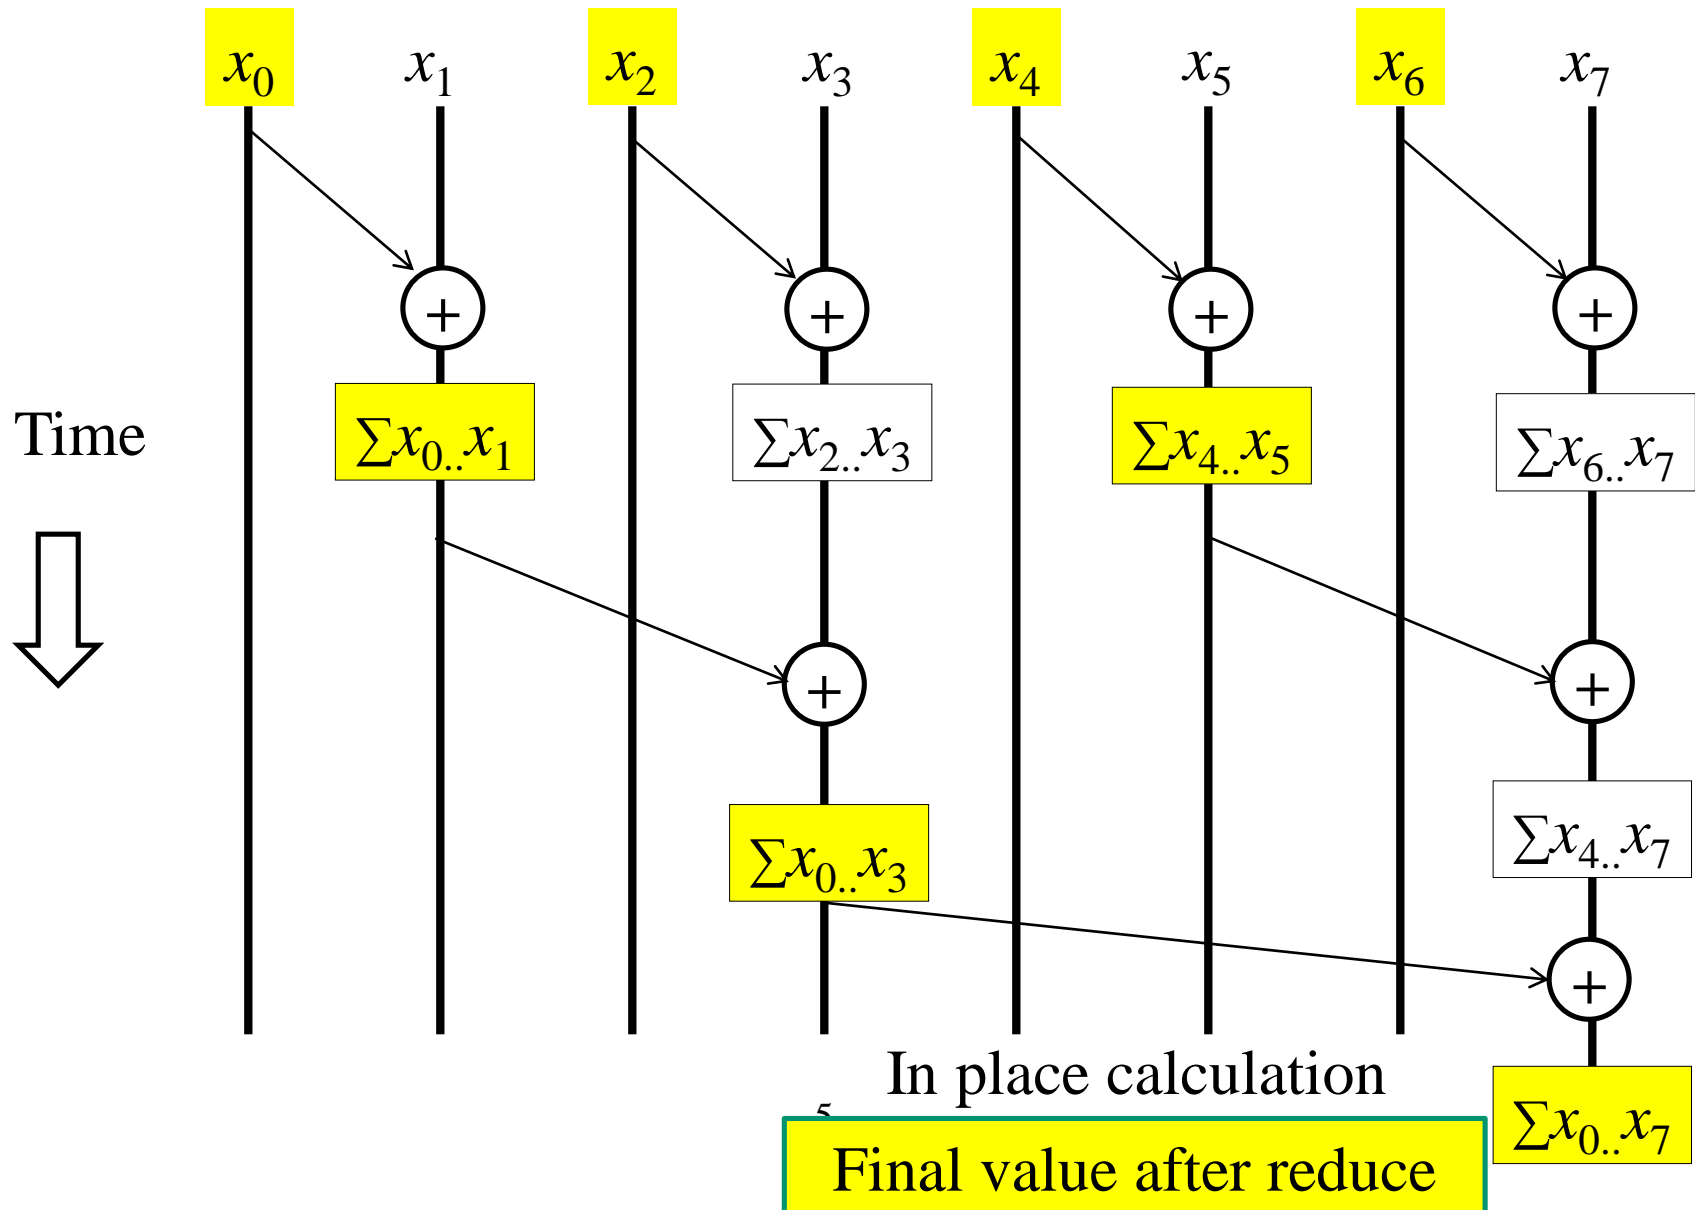 x₀ x₁ x₂ x₃ x₄ x₅ x₆ x₇
+ + + +
Time
∑x₀..x₁ ∑x₂..x₃ ∑x₄..x₅ ∑x₆..x₇
+ +
∑x₀..x₃ ∑x₄..x₇
+
In place calculation
∑x₀..x₇
Final value after reduce